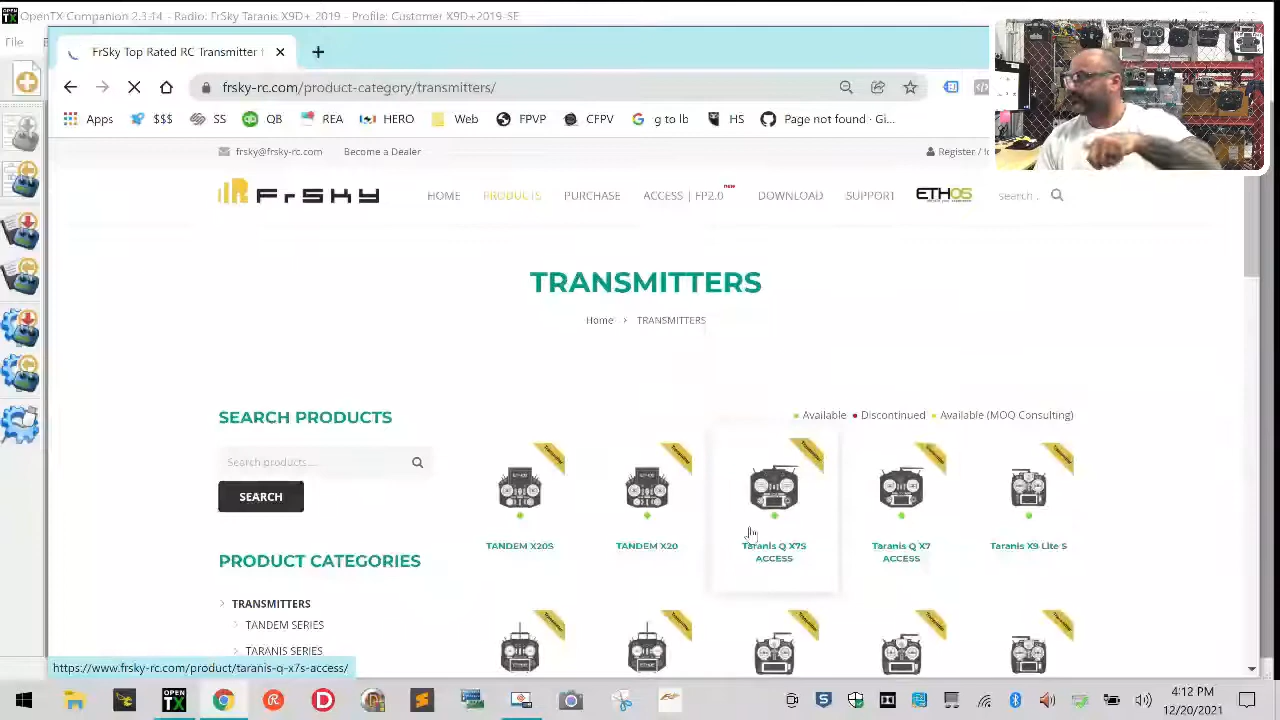 OpenTX Companion 2.3.14 - Radio: FrSky Taranis X9D+ 2019 - Profile: Customer X9D+2019-SE
File
FrSky Top Rated RC Transmitter f
frsky-rc.com/product-category/transmitters/
Apps $$$ SS QB REA HERO Web FPVP CFPV g to lb HS Page not found · Gi...
frsky@frsky-rc.com Become a Dealer Register / lo
FrSky HOME PRODUCTS PURCHASE ACCESS | FP2.0 new DOWNLOAD SUPPORT ETHOS search .
TRANSMITTERS
Home > TRANSMITTERS
SEARCH PRODUCTS
Available Discontinued Available (MOQ Consulting)
Search products...
SEARCH
TANDEM X20S TANDEM X20 Taranis Q X7S ACCESS Taranis Q X7 ACCESS Taranis X9 Lite S
PRODUCT CATEGORIES
TRANSMITTERS
TANDEM SERIES
TARANIS SERIES
https://www.frsky-rc.com/product/taranis-q-x7s-access/
OPEN TX
4:12 PM
12/20/2021